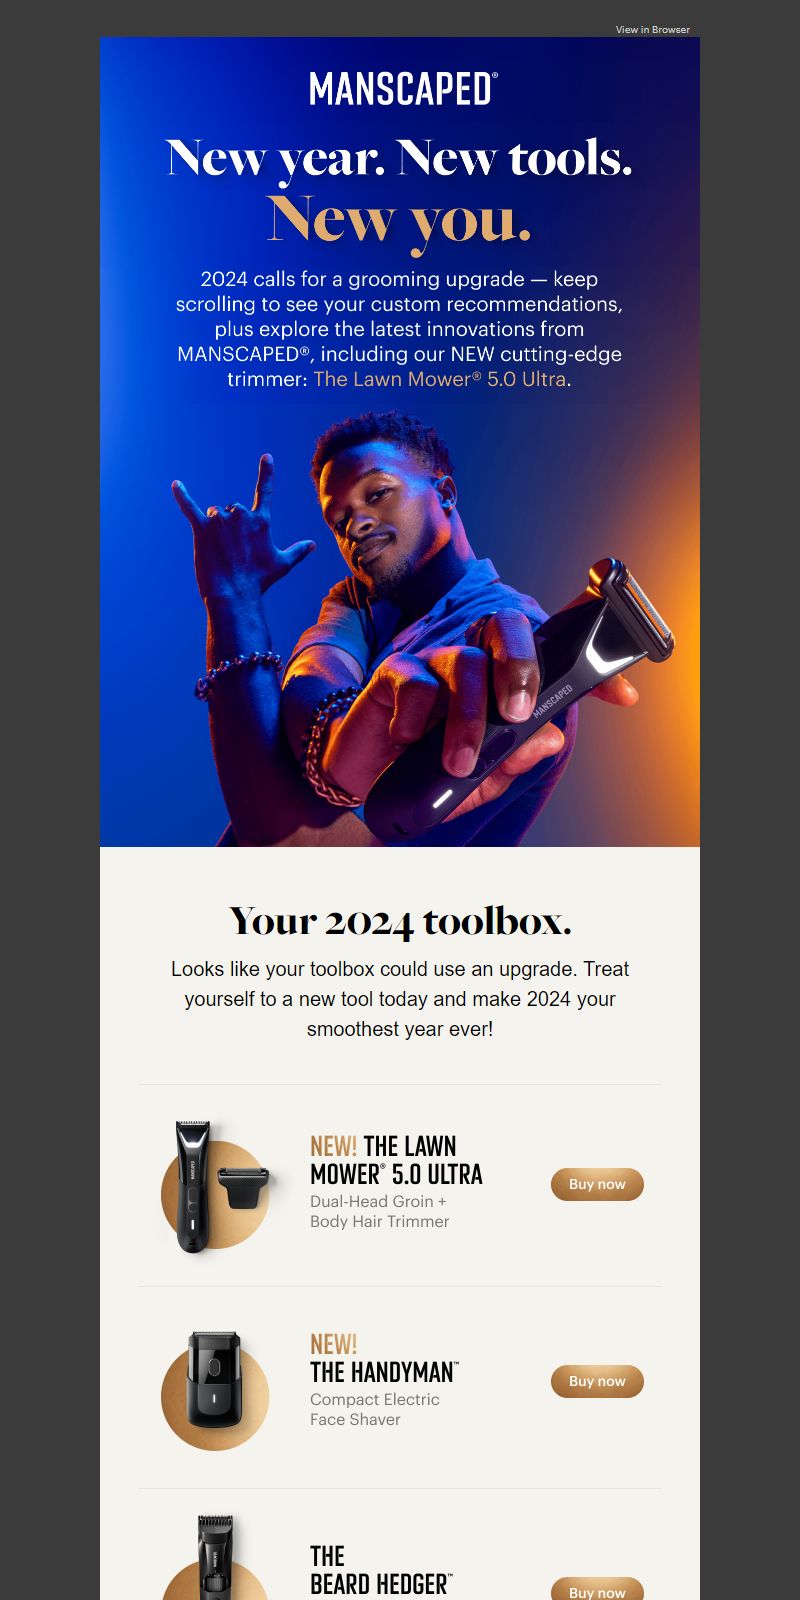 View in Browser
MANSCAPED®
New year. New tools.
New you.
2024 calls for a grooming upgrade — keep
scrolling to see your custom recommendations,
plus explore the latest innovations from
MANSCAPED®, including our NEW cutting-edge
trimmer: The Lawn Mower® 5.0 Ultra.
MANSCAPED
Your 2024 toolbox.
Looks like your toolbox could use an upgrade. Treat
yourself to a new tool today and make 2024 your
smoothest year ever!
MANSCAPED
NEW! THE LAWN
MOWER® 5.0 ULTRA
Dual-Head Groin +
Body Hair Trimmer
Buy now
NEW!
THE HANDYMAN™
Compact Electric
Face Shaver
Buy now
MANSCAPED
THE
BEARD HEDGER™
Buy now